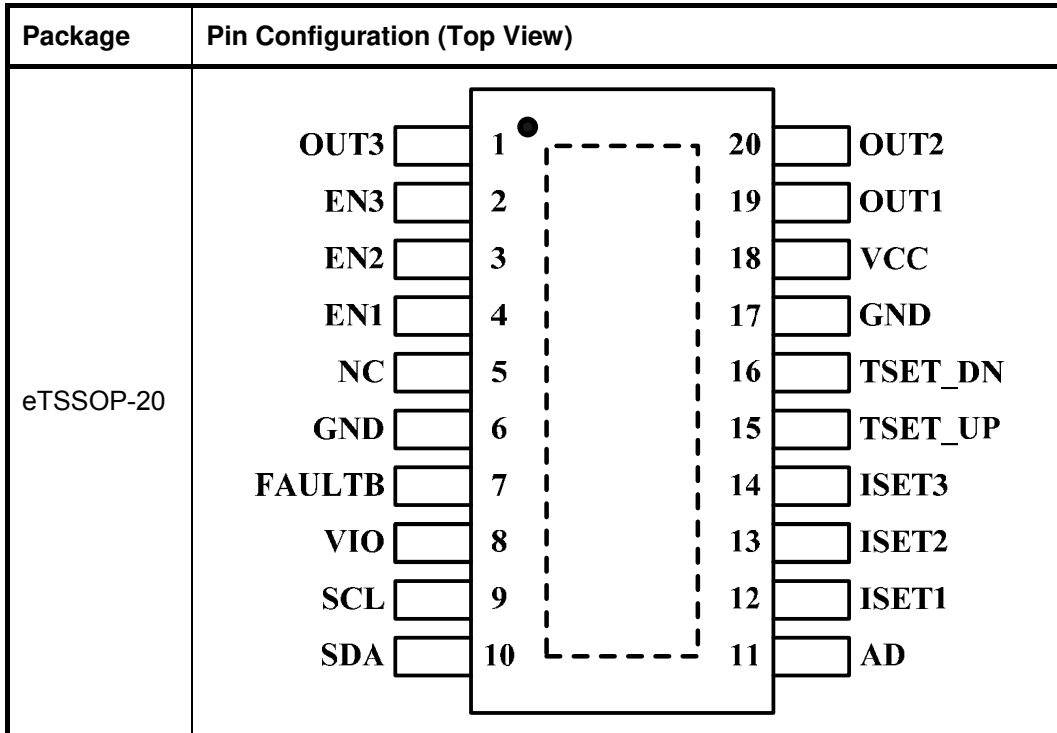 Package Pin Configuration (Top View)
OUT3 1 20 OUT2
EN3 2 19 OUT1
EN2 3 18 VCC
EN1 4 17 GND
NC 5 16 TSET_DN
eTSSOP-20
GND 6 15 TSET_UP
FAULTB 7 14 ISET3
VIO 8 13 ISET2
SCL 9 12 ISET1
SDA 10 11 AD